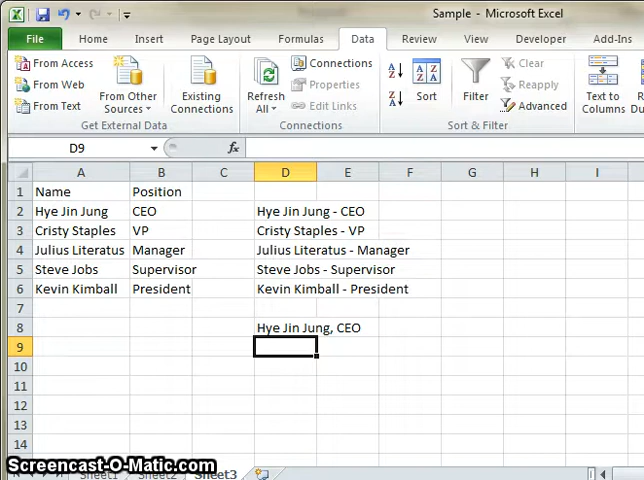 Sample - Microsoft Excel
File Home Insert Page Layout Formulas Data Review View Developer Add-Ins
From Access
From Web
From Text
From Other Sources
Existing Connections
Get External Data
Refresh All
Connections
Properties
Edit Links
Connections
Sort
Filter
Clear
Reapply
Advanced
Sort & Filter
Text to Columns
D9 fx
A B C D E F G H I
1 Name Position
2 Hye Jin Jung CEO Hye Jin Jung - CEO
3 Cristy Staples VP Cristy Staples - VP
4 Julius Literatus Manager Julius Literatus - Manager
5 Steve Jobs Supervisor Steve Jobs - Supervisor
6 Kevin Kimball President Kevin Kimball - President
7
8 Hye Jin Jung, CEO
9
10
11
12
13
14
Screencast-O-Matic.com
Sheet1 Sheet2 Sheet3